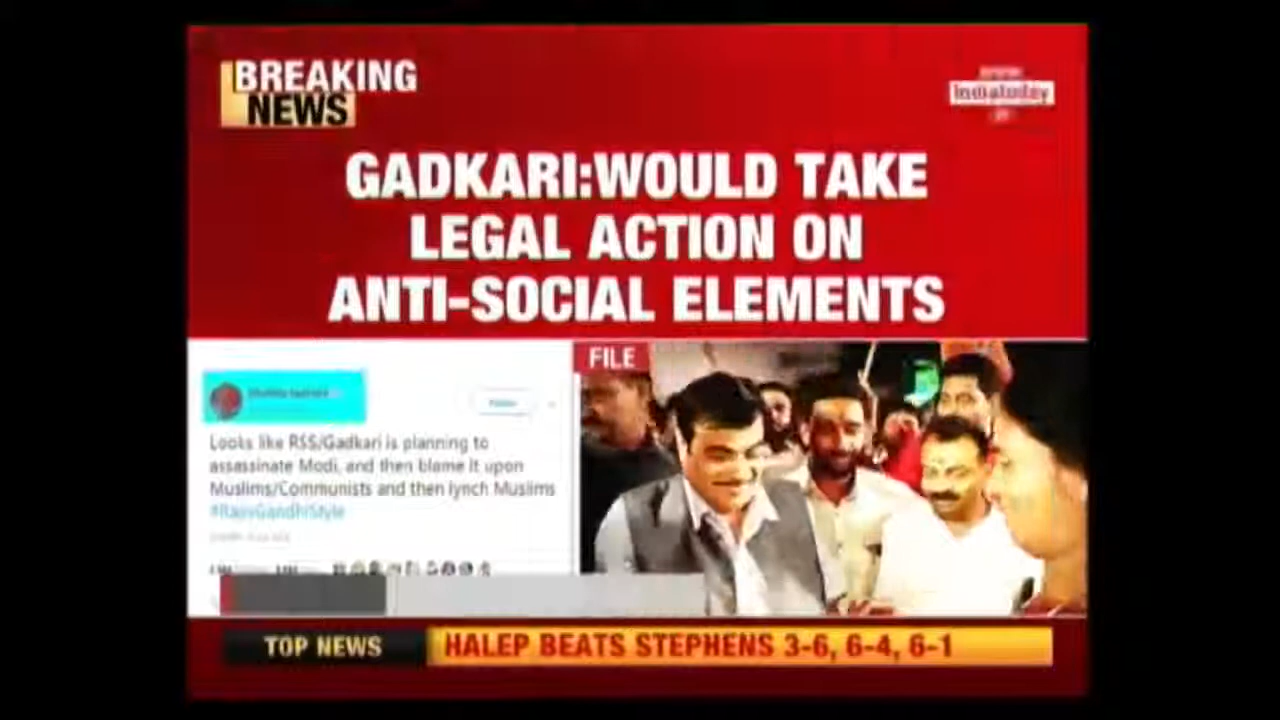 BREAKING
NEWS
IndiaToday
GADKARI:WOULD TAKE
LEGAL ACTION ON
ANTI-SOCIAL ELEMENTS
FILE
Looks like RSS/Gadkari is planning to
assassinate Modi, and then blame it upon
Muslims/Communists and then lynch Muslims
#RajivGandhiStyle
TOP NEWS
HALEP BEATS STEPHENS 3-6, 6-4, 6-1